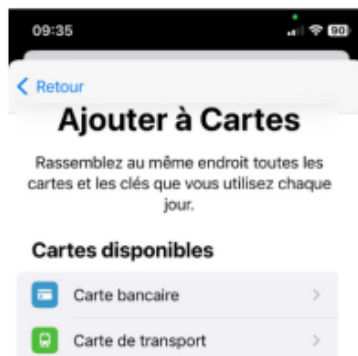 09:35
90
Retour
Ajouter à Cartes
Rassemblez au même endroit toutes les
cartes et les clés que vous utilisez chaque
jour.
Cartes disponibles
Carte bancaire
Carte de transport